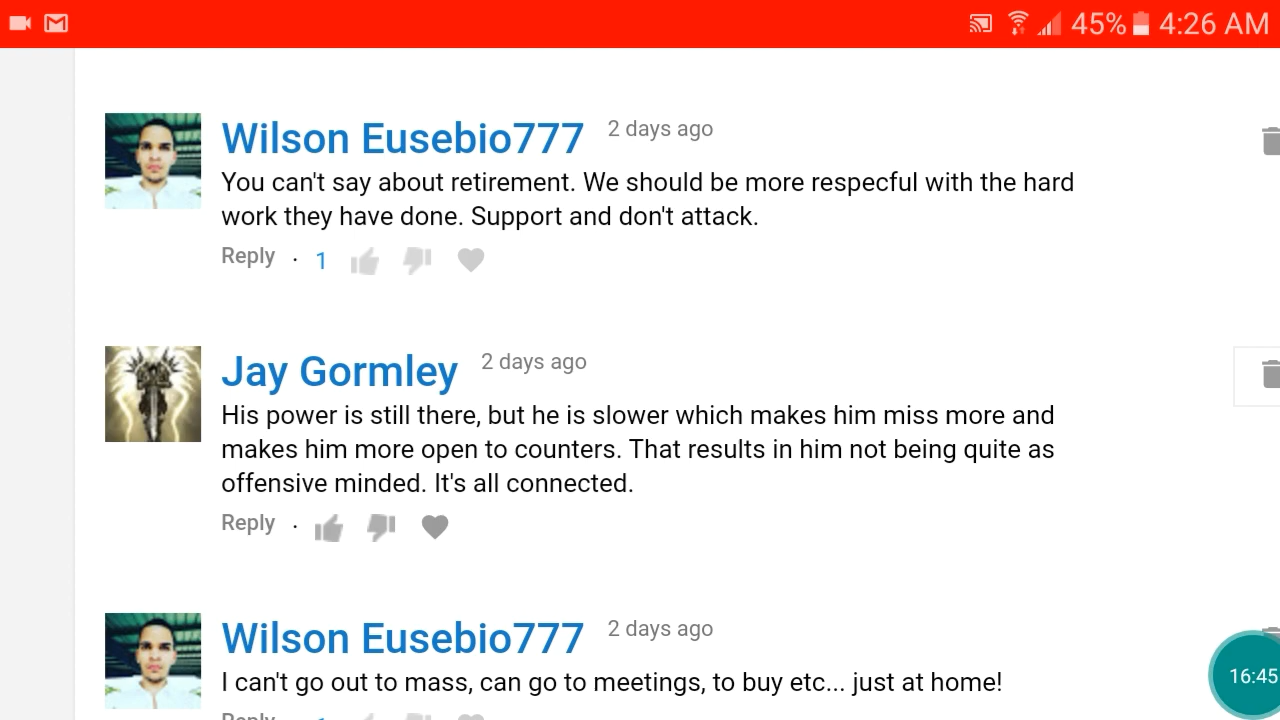 45% 4:26 AM
Wilson Eusebio777 2 days ago
You can't say about retirement. We should be more respecful with the hard
work they have done. Support and don't attack.
Reply · 1
Jay Gormley 2 days ago
His power is still there, but he is slower which makes him miss more and
makes him more open to counters. That results in him not being quite as
offensive minded. It's all connected.
Reply ·
Wilson Eusebio777 2 days ago
I can't go out to mass, can go to meetings, to buy etc... just at home!
16:45
Reply